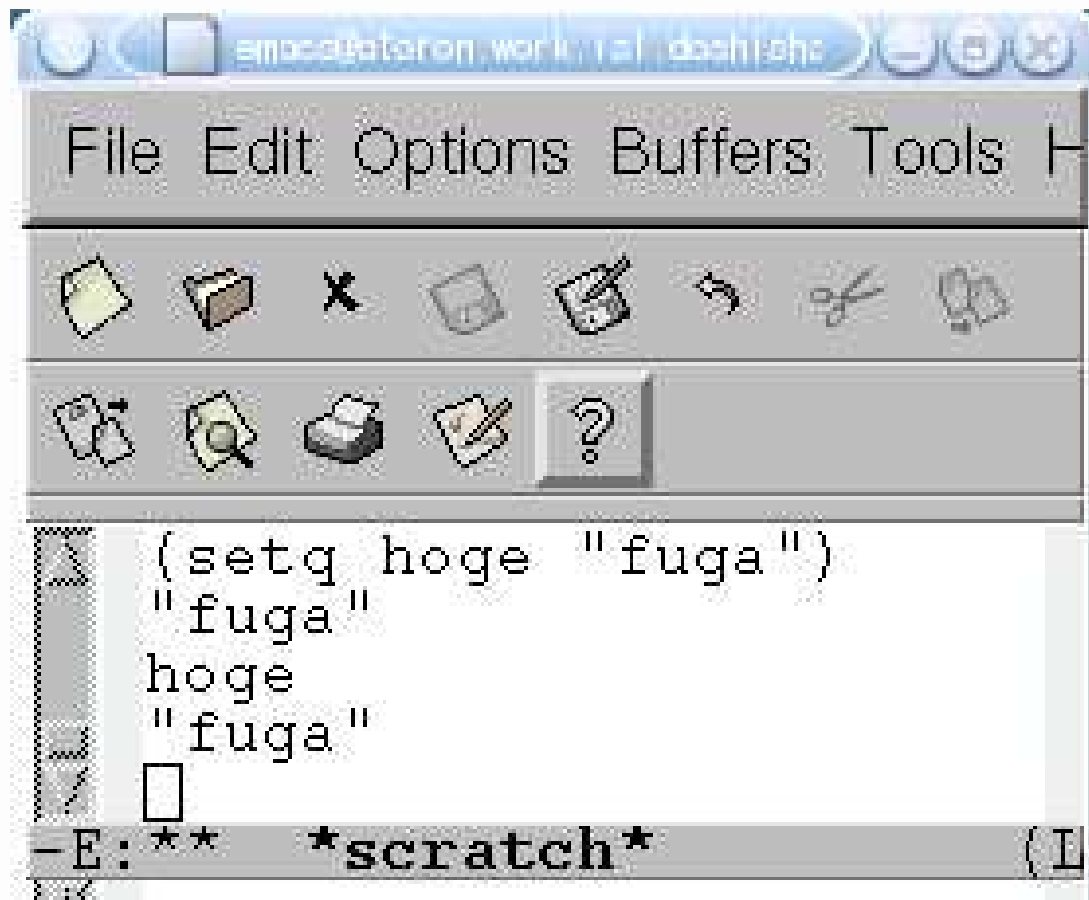 File Edit Options Buffers Tools H
?
(setq hoge "fuga")
"fuga"
hoge
"fuga"
-E:** *scratch* (L